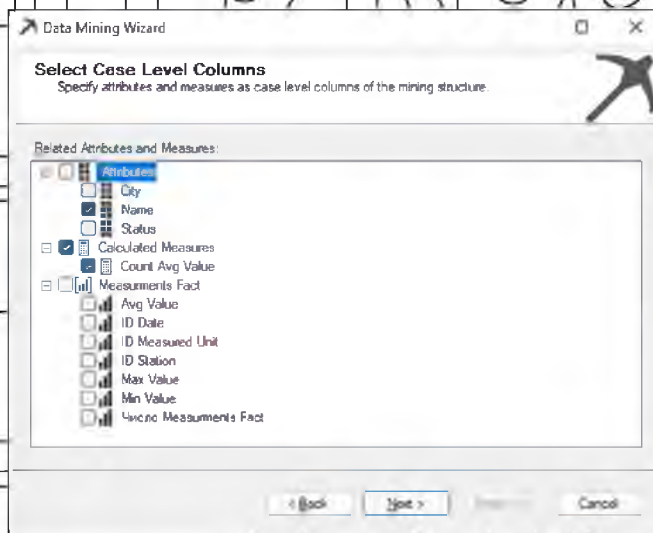 Data Mining Wizard
Select Case Level Columns
Specify attributes and measures as case level columns of the mining structure.
Related Attributes and Measures:
Attributes
City
Name
Status
Calculated Measures
Count Avg Value
Measurments Fact
Avg Value
ID Date
ID Measured Unit
ID Station
Max Value
Min Value
Число Measurments Fact
< Back
Next >
Cancel